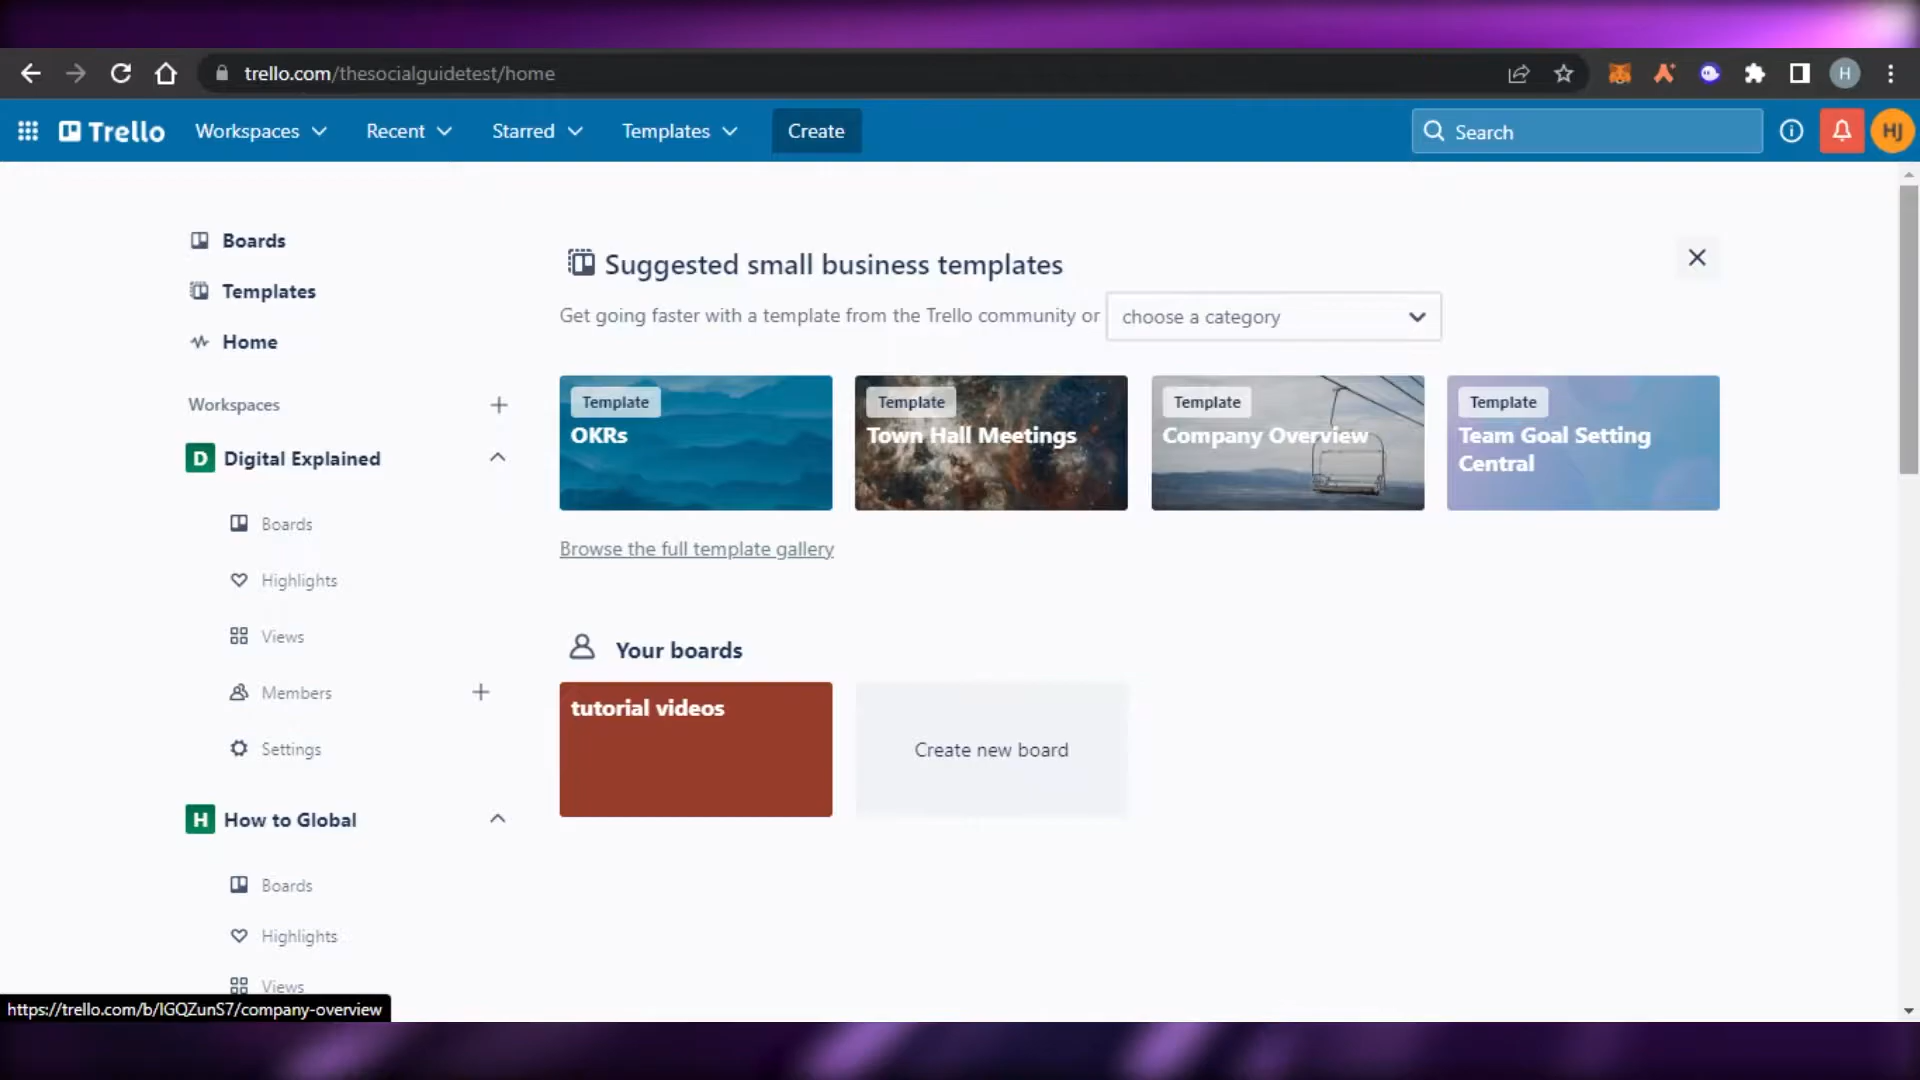 trello.com/thesocialguidetest/home
H
Trello
Workspaces
Recent
Starred
Templates
Create
Search
HJ
Boards
Templates
Home
Workspaces
D Digital Explained
Boards
Highlights
Views
Members
Settings
H How to Global
Boards
Highlights
Views
Suggested small business templates
Get going faster with a template from the Trello community or choose a category
Template
OKRs
Template
Town Hall Meetings
Template
Company Overview
Template
Team Goal Setting
Central
Browse the full template gallery
Your boards
tutorial videos
Create new board
https://trello.com/b/IGQZunS7/company-overview